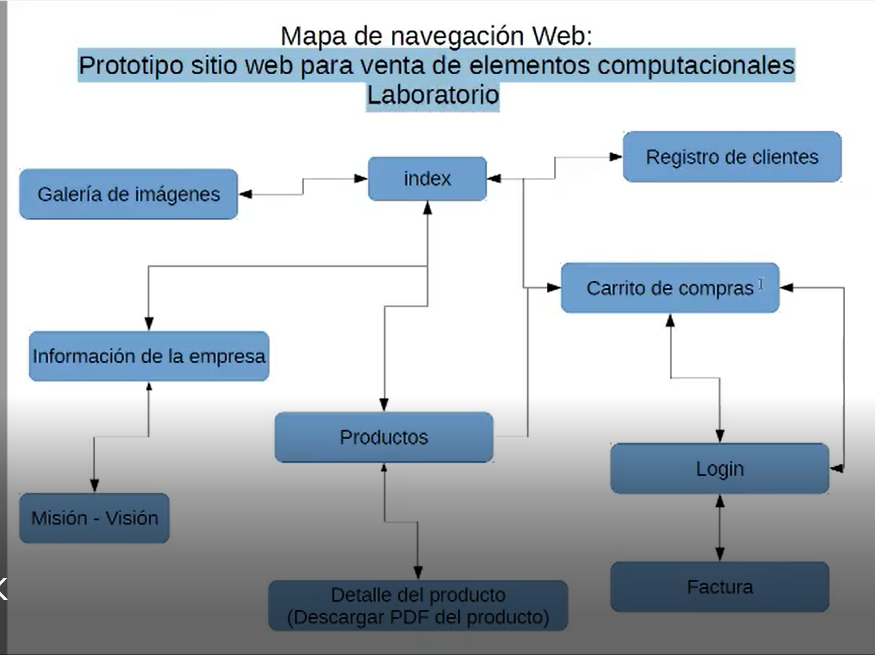 Mapa de navegación Web:
Prototipo sitio web para venta de elementos computacionales
Laboratorio
Registro de clientes
index
Galería de imágenes
Carrito de compras
Información de la empresa
Productos
Login
Misión - Visión
Factura
Detalle del producto
(Descargar PDF del producto)